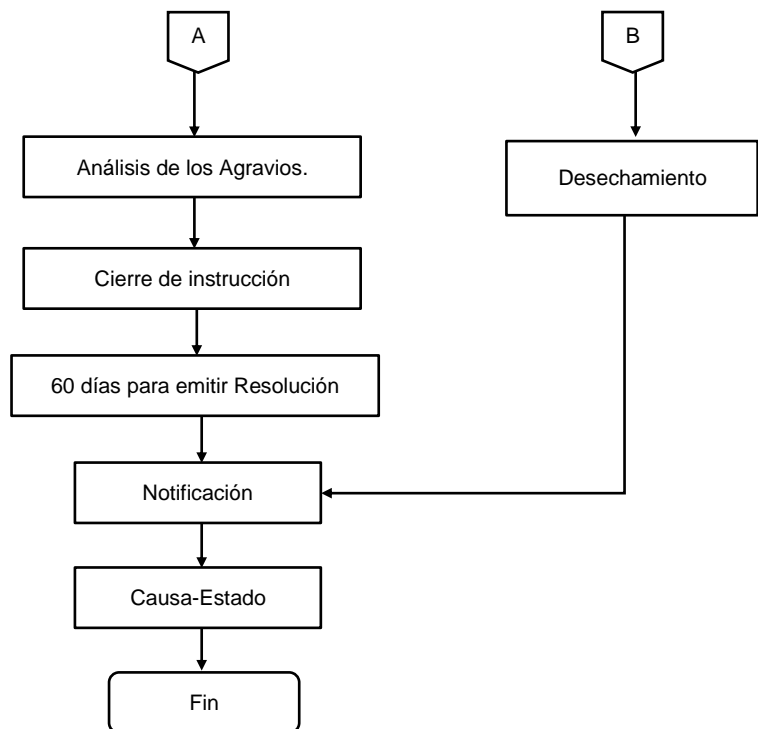 A
B
Análisis de los Agravios.
Desechamiento
Cierre de instrucción
60 días para emitir Resolución
Notificación
Causa-Estado
Fin